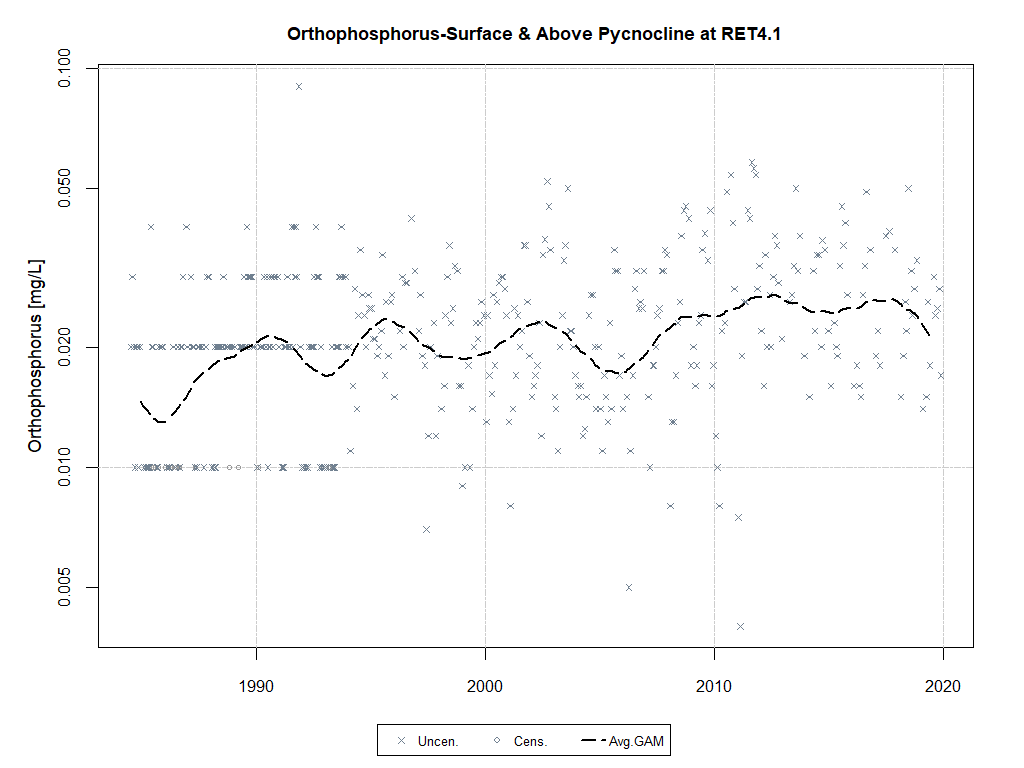 Orthophosphorus-Surface & Above Pycnocline at RET4.1
Orthophosphorus [mg/L]
0.100
0.050
0.020
0.010
0.005
1990
2000
2010
2020
Uncen.
Cens.
Avg.GAM